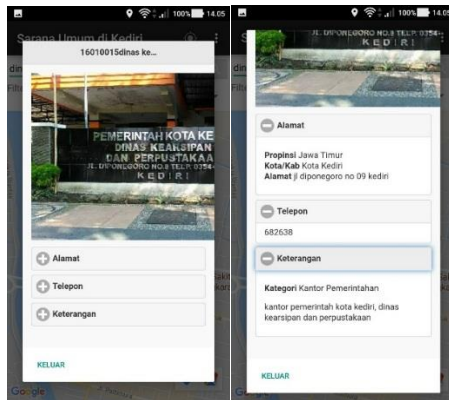 100% 14.05
Sarana Umum di Kediri
16010015dinas ke...
PEMERINTAH KOTA KE
DINAS KEARSIPAN
DAN PERPUSTAKAA
JL. DIPONEGORO NO.8 TELP. 0354-
KEDIRI
Alamat
Telepon
Keterangan
KELUAR
Google
100% 14.05
JL. DIPONEGORO NO.8 TELP. 0354-
KEDIRI
Alamat
Propinsi Jawa Timur
Kota/Kab Kota Kediri
Alamat jl diponegoro no 09 kediri
Telepon
682638
Keterangan
Kategori Kantor Pemerintahan
kantor pemerintah kota kediri, dinas
kearsipan dan perpustakaan
KELUAR